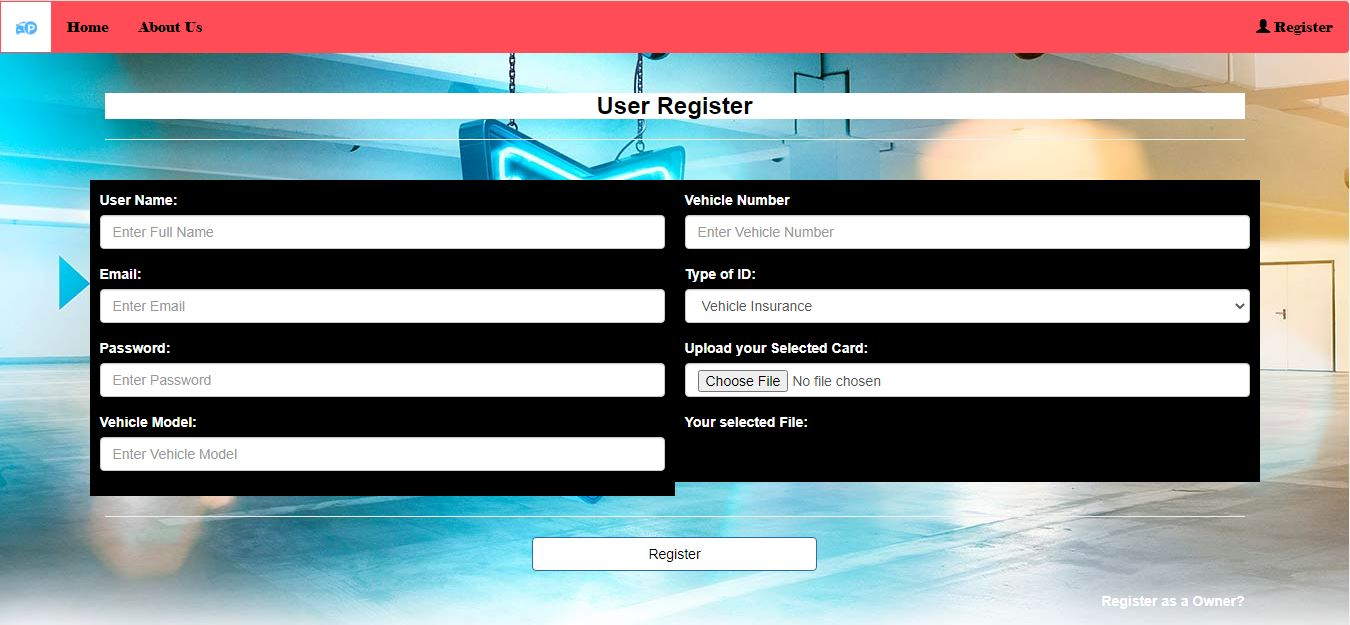 P
Home
About Us
Register
User Register
User Name:
Enter Full Name
Email:
Enter Email
Password:
Enter Password
Vehicle Model:
Enter Vehicle Model
Vehicle Number
Enter Vehicle Number
Type of ID:
Vehicle Insurance
Upload your Selected Card:
Choose File No file chosen
Your selected File:
Register
Register as a Owner?